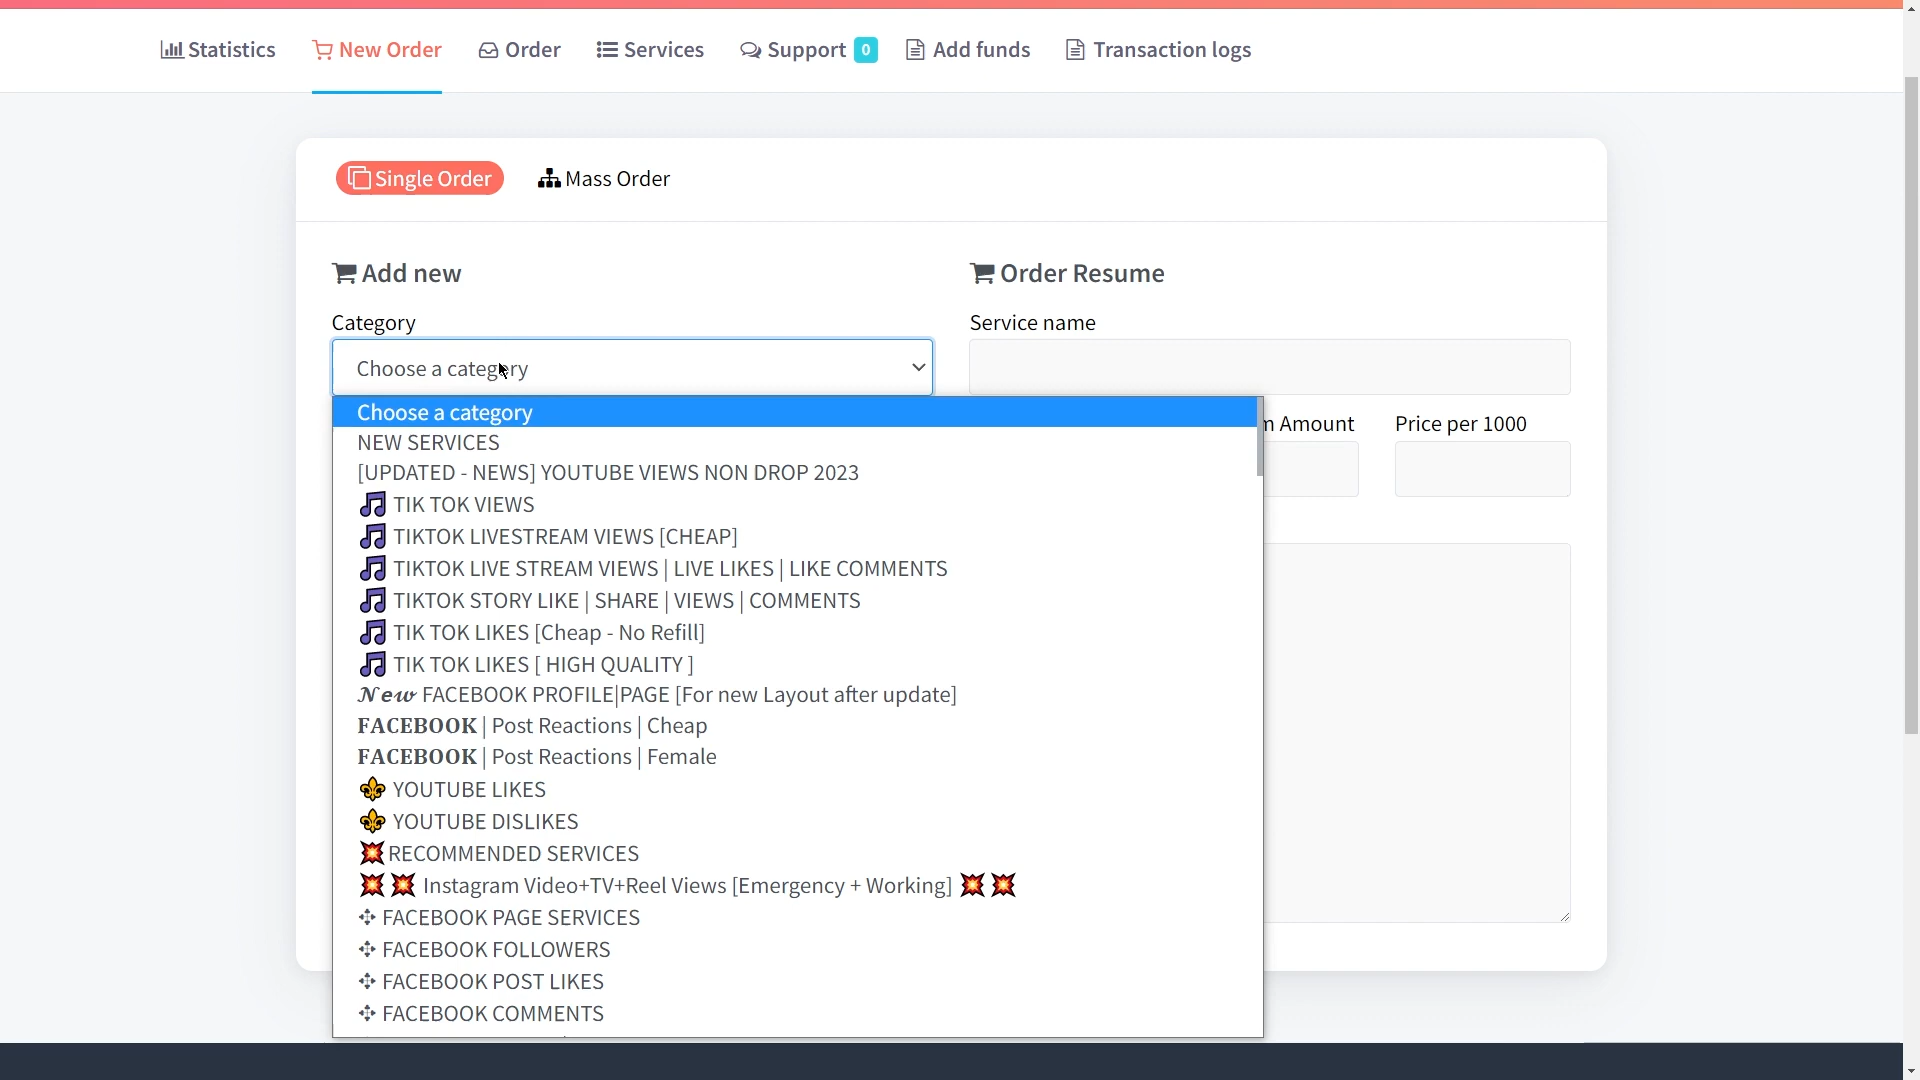 Statistics
New Order
Order
Services
Support 0
Add funds
Transaction logs
Single Order
Mass Order
Add new
Order Resume
Category
Service name
Choose a category
Choose a category
n Amount
Price per 1000
NEW SERVICES
[UPDATED - NEWS] YOUTUBE VIEWS NON DROP 2023
🎵 TIK TOK VIEWS
🎵 TIKTOK LIVESTREAM VIEWS [CHEAP]
🎵 TIKTOK LIVE STREAM VIEWS | LIVE LIKES | LIKE COMMENTS
🎵 TIKTOK STORY LIKE | SHARE | VIEWS | COMMENTS
🎵 TIK TOK LIKES [Cheap - No Refill]
🎵 TIK TOK LIKES [ HIGH QUALITY ]
𝓝𝓮𝔀 FACEBOOK PROFILE|PAGE [For new Layout after update]
𝐅𝐀𝐂𝐄𝐁𝐎𝐎𝐊 | Post Reactions | Cheap
𝐅𝐀𝐂𝐄𝐁𝐎𝐎𝐊 | Post Reactions | Female
⚜ YOUTUBE LIKES
⚜ YOUTUBE DISLIKES
💥RECOMMENDED SERVICES
💥 💥 Instagram Video+TV+Reel Views [Emergency + Working] 💥 💥
FACEBOOK PAGE SERVICES
FACEBOOK FOLLOWERS
FACEBOOK POST LIKES
FACEBOOK COMMENTS